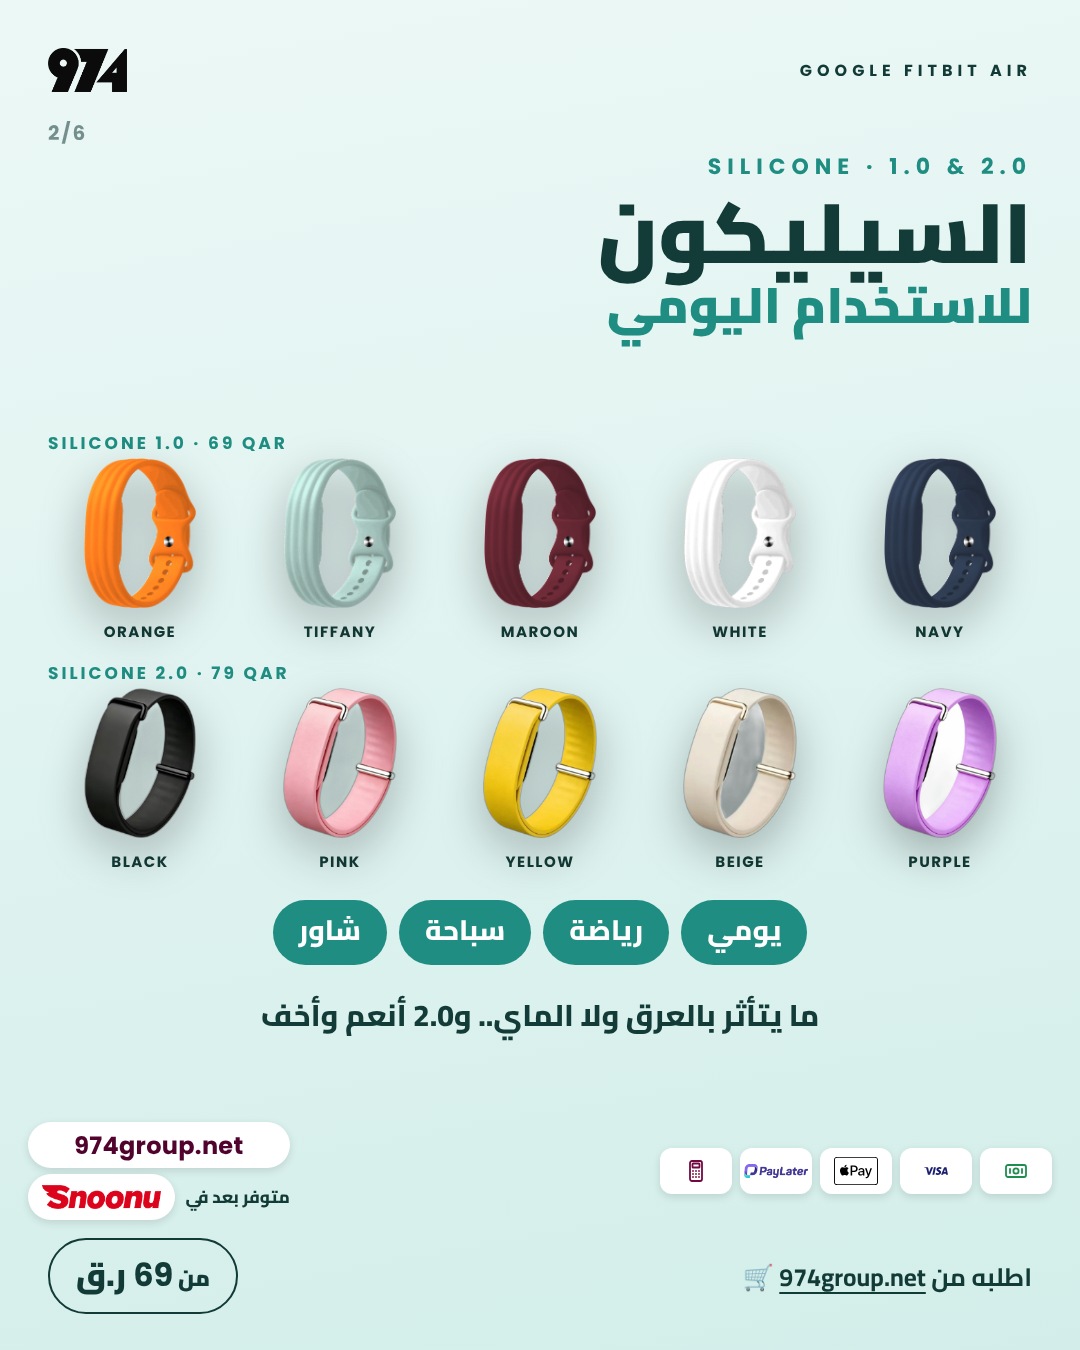 974
GOOGLE FITBIT AIR
2/6
SILICONE · 1.0 & 2.0
السيليكون
للاستخدام اليومي
SILICONE 1.0 · 69 QAR
ORANGE
TIFFANY
MAROON
WHITE
NAVY
SILICONE 2.0 · 79 QAR
BLACK
PINK
YELLOW
BEIGE
PURPLE
يومي
رياضة
سباحة
شاور
ما يتأثر بالعرق ولا الماي.. و2.0 أنعم وأخف
974group.net
متوفر بعد في
Snoonu
PayLater
Pay
VISA
من 69 ر.ق
اطلبه من 974group.net 🛒